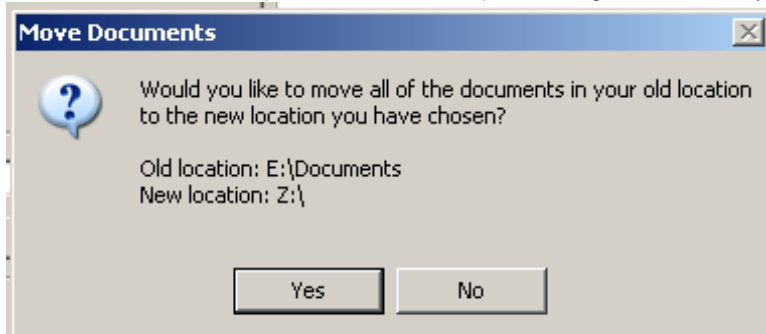 Move Documents
Would you like to move all of the documents in your old location
to the new location you have chosen?
Old location: E:\Documents
New location: Z:\
Yes No